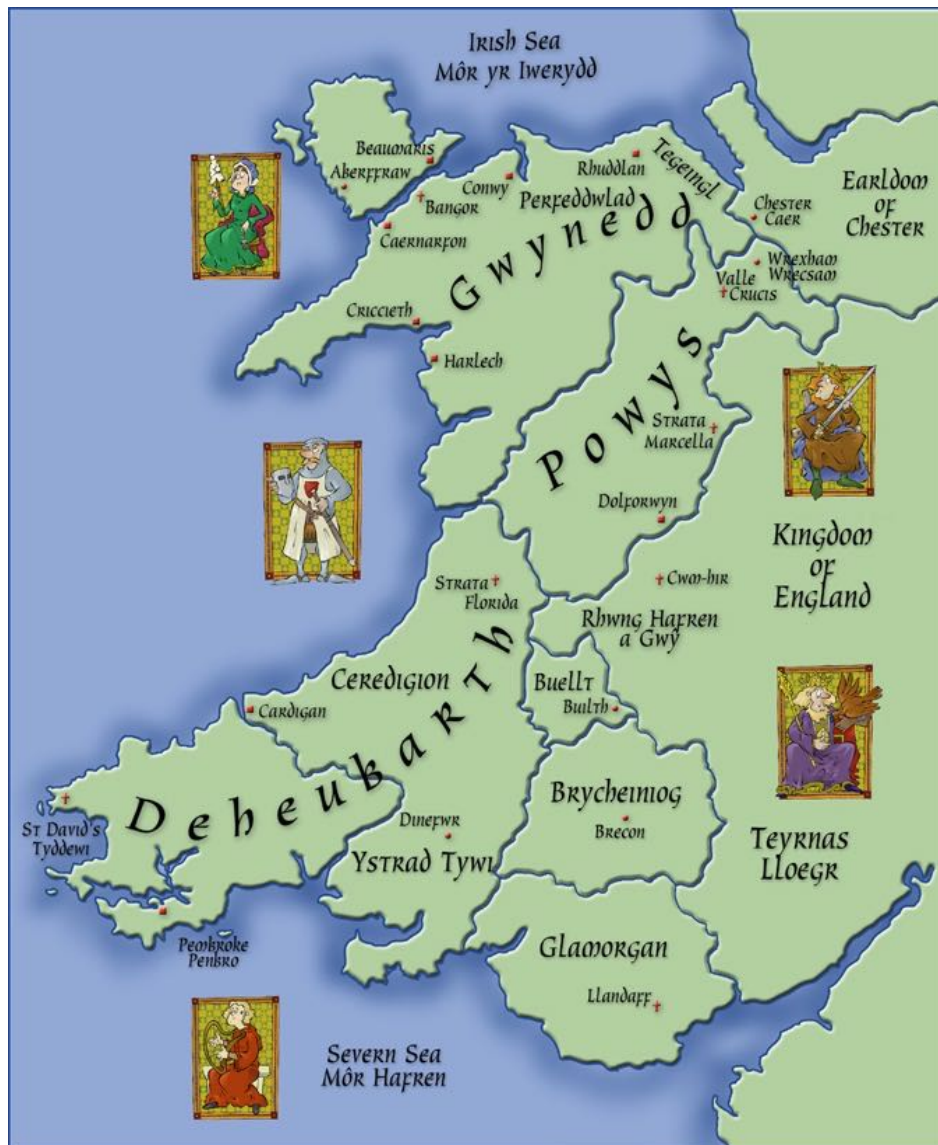 Irish Sea
Môr yr Iwerydd
Beaumaris
Aberffraw
Bangor
Conwy
Caernarfon
Rhuddlan
Perfeddwlad
Tegeingl
Chester
Caer
Earldom
of
Chester
Gwynedd
Wrexham
Wrecsam
Valle
Crucis
Criccieth
Harlech
Powys
Strata
Marcella
Dolforwyn
Kingdom
of
England
Cwm-hir
Strata
Florida
Rhwng Hafren
a Gwŷ
Ceredigion
Buellt
Builth
Cardigan
Deheubarth
Brycheiniog
Brecon
St David's
Tyddewi
Dinefwr
Ystrad Tywi
Teyrnas
Lloegr
Pembroke
Penbro
Glamorgan
Llandaff
Severn Sea
Môr Hafren